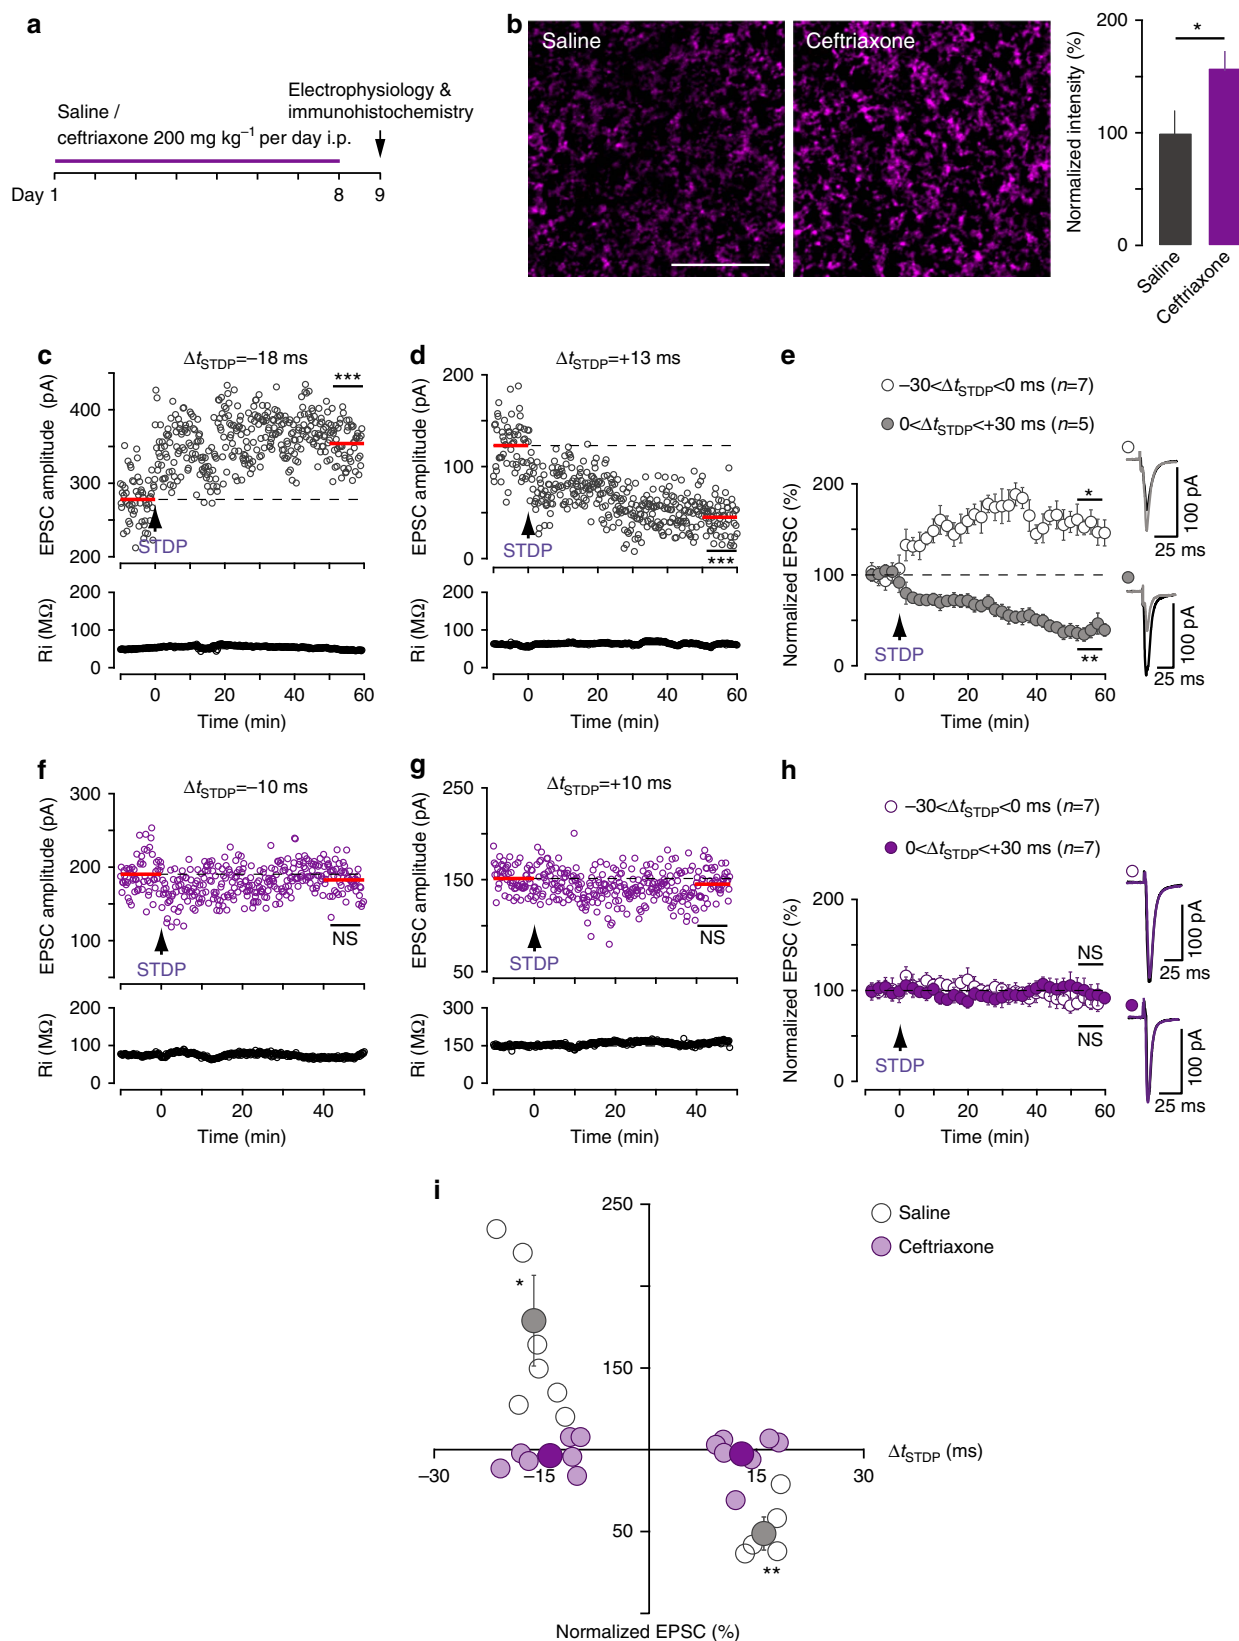 a
Saline /
ceftriaxone 200 mg kg⁻¹ per day i.p.
Electrophysiology &
immunohistochemistry
Day 1
8
9
b
Saline
Ceftriaxone
Normalized intensity (%)
200
100
0
*
Saline
Ceftriaxone
c
Δt_STDP=–18 ms
EPSC amplitude (pA)
400
300
200
***
STDP
Ri (MΩ)
200
100
0
0
20
40
60
Time (min)
d
Δt_STDP=+13 ms
EPSC amplitude (pA)
200
100
0
STDP
***
Ri (MΩ)
200
100
0
0
20
40
60
Time (min)
e
–30<Δt_STDP<0 ms (n=7)
0<Δt_STDP<+30 ms (n=5)
Normalized EPSC (%)
200
100
0
*
STDP
**
0
20
40
60
Time (min)
100 pA
25 ms
100 pA
25 ms
f
Δt_STDP=–10 ms
EPSC amplitude (pA)
300
200
100
NS
STDP
Ri (MΩ)
200
100
0
0
20
40
Time (min)
g
Δt_STDP=+10 ms
EPSC amplitude (pA)
250
150
50
NS
STDP
Ri (MΩ)
300
150
0
0
20
40
Time (min)
h
–30<Δt_STDP<0 ms (n=7)
0<Δt_STDP<+30 ms (n=7)
Normalized EPSC (%)
200
100
0
NS
NS
STDP
0
20
40
60
Time (min)
100 pA
25 ms
100 pA
25 ms
i
250
150
50
Saline
Ceftriaxone
*
–30
–15
15
30
Δt_STDP (ms)
**
Normalized EPSC (%)